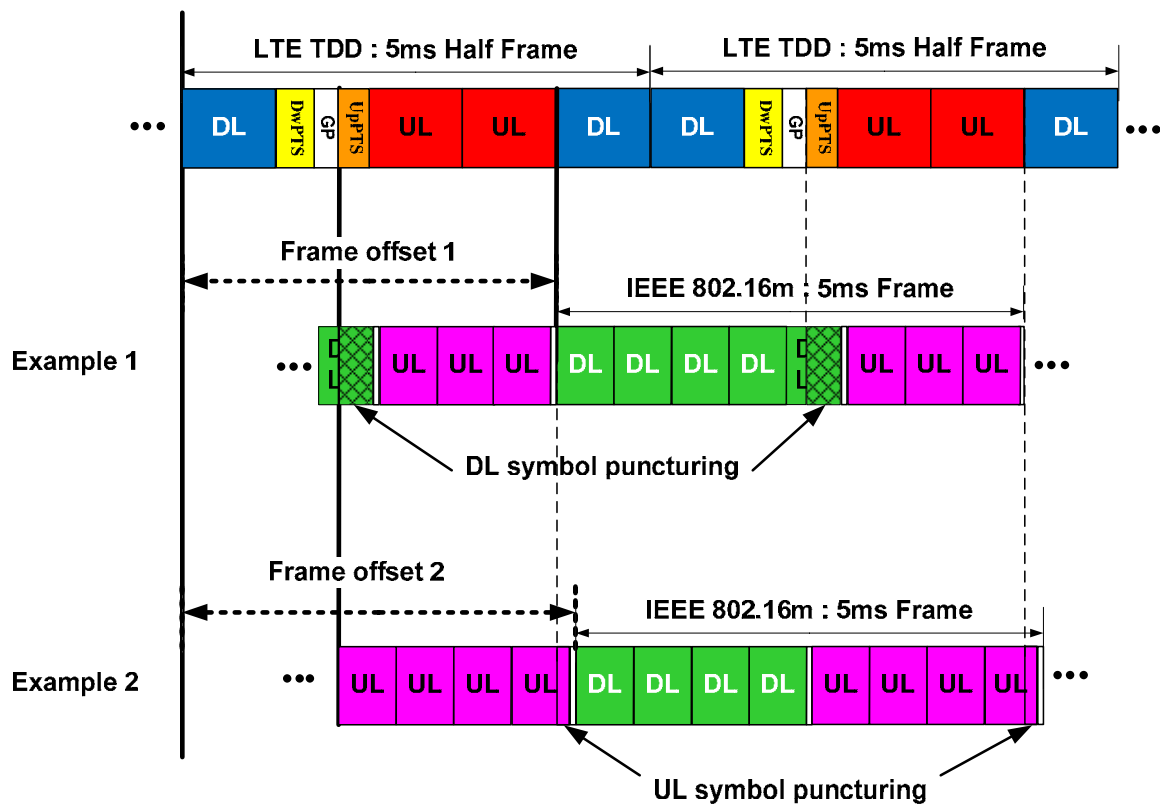 LTE TDD : 5ms Half Frame LTE TDD : 5ms Half Frame
••• DL DwPTS GP UpPTS UL UL DL DL DwPTS GP UpPTS UL UL DL •••
Frame offset 1
IEEE 802.16m : 5ms Frame
Example 1 ••• DL UL UL UL DL DL DL DL DL UL UL UL •••
DL symbol puncturing
Frame offset 2
IEEE 802.16m : 5ms Frame
Example 2 ••• UL UL UL UL DL DL DL DL UL UL UL UL •••
UL symbol puncturing